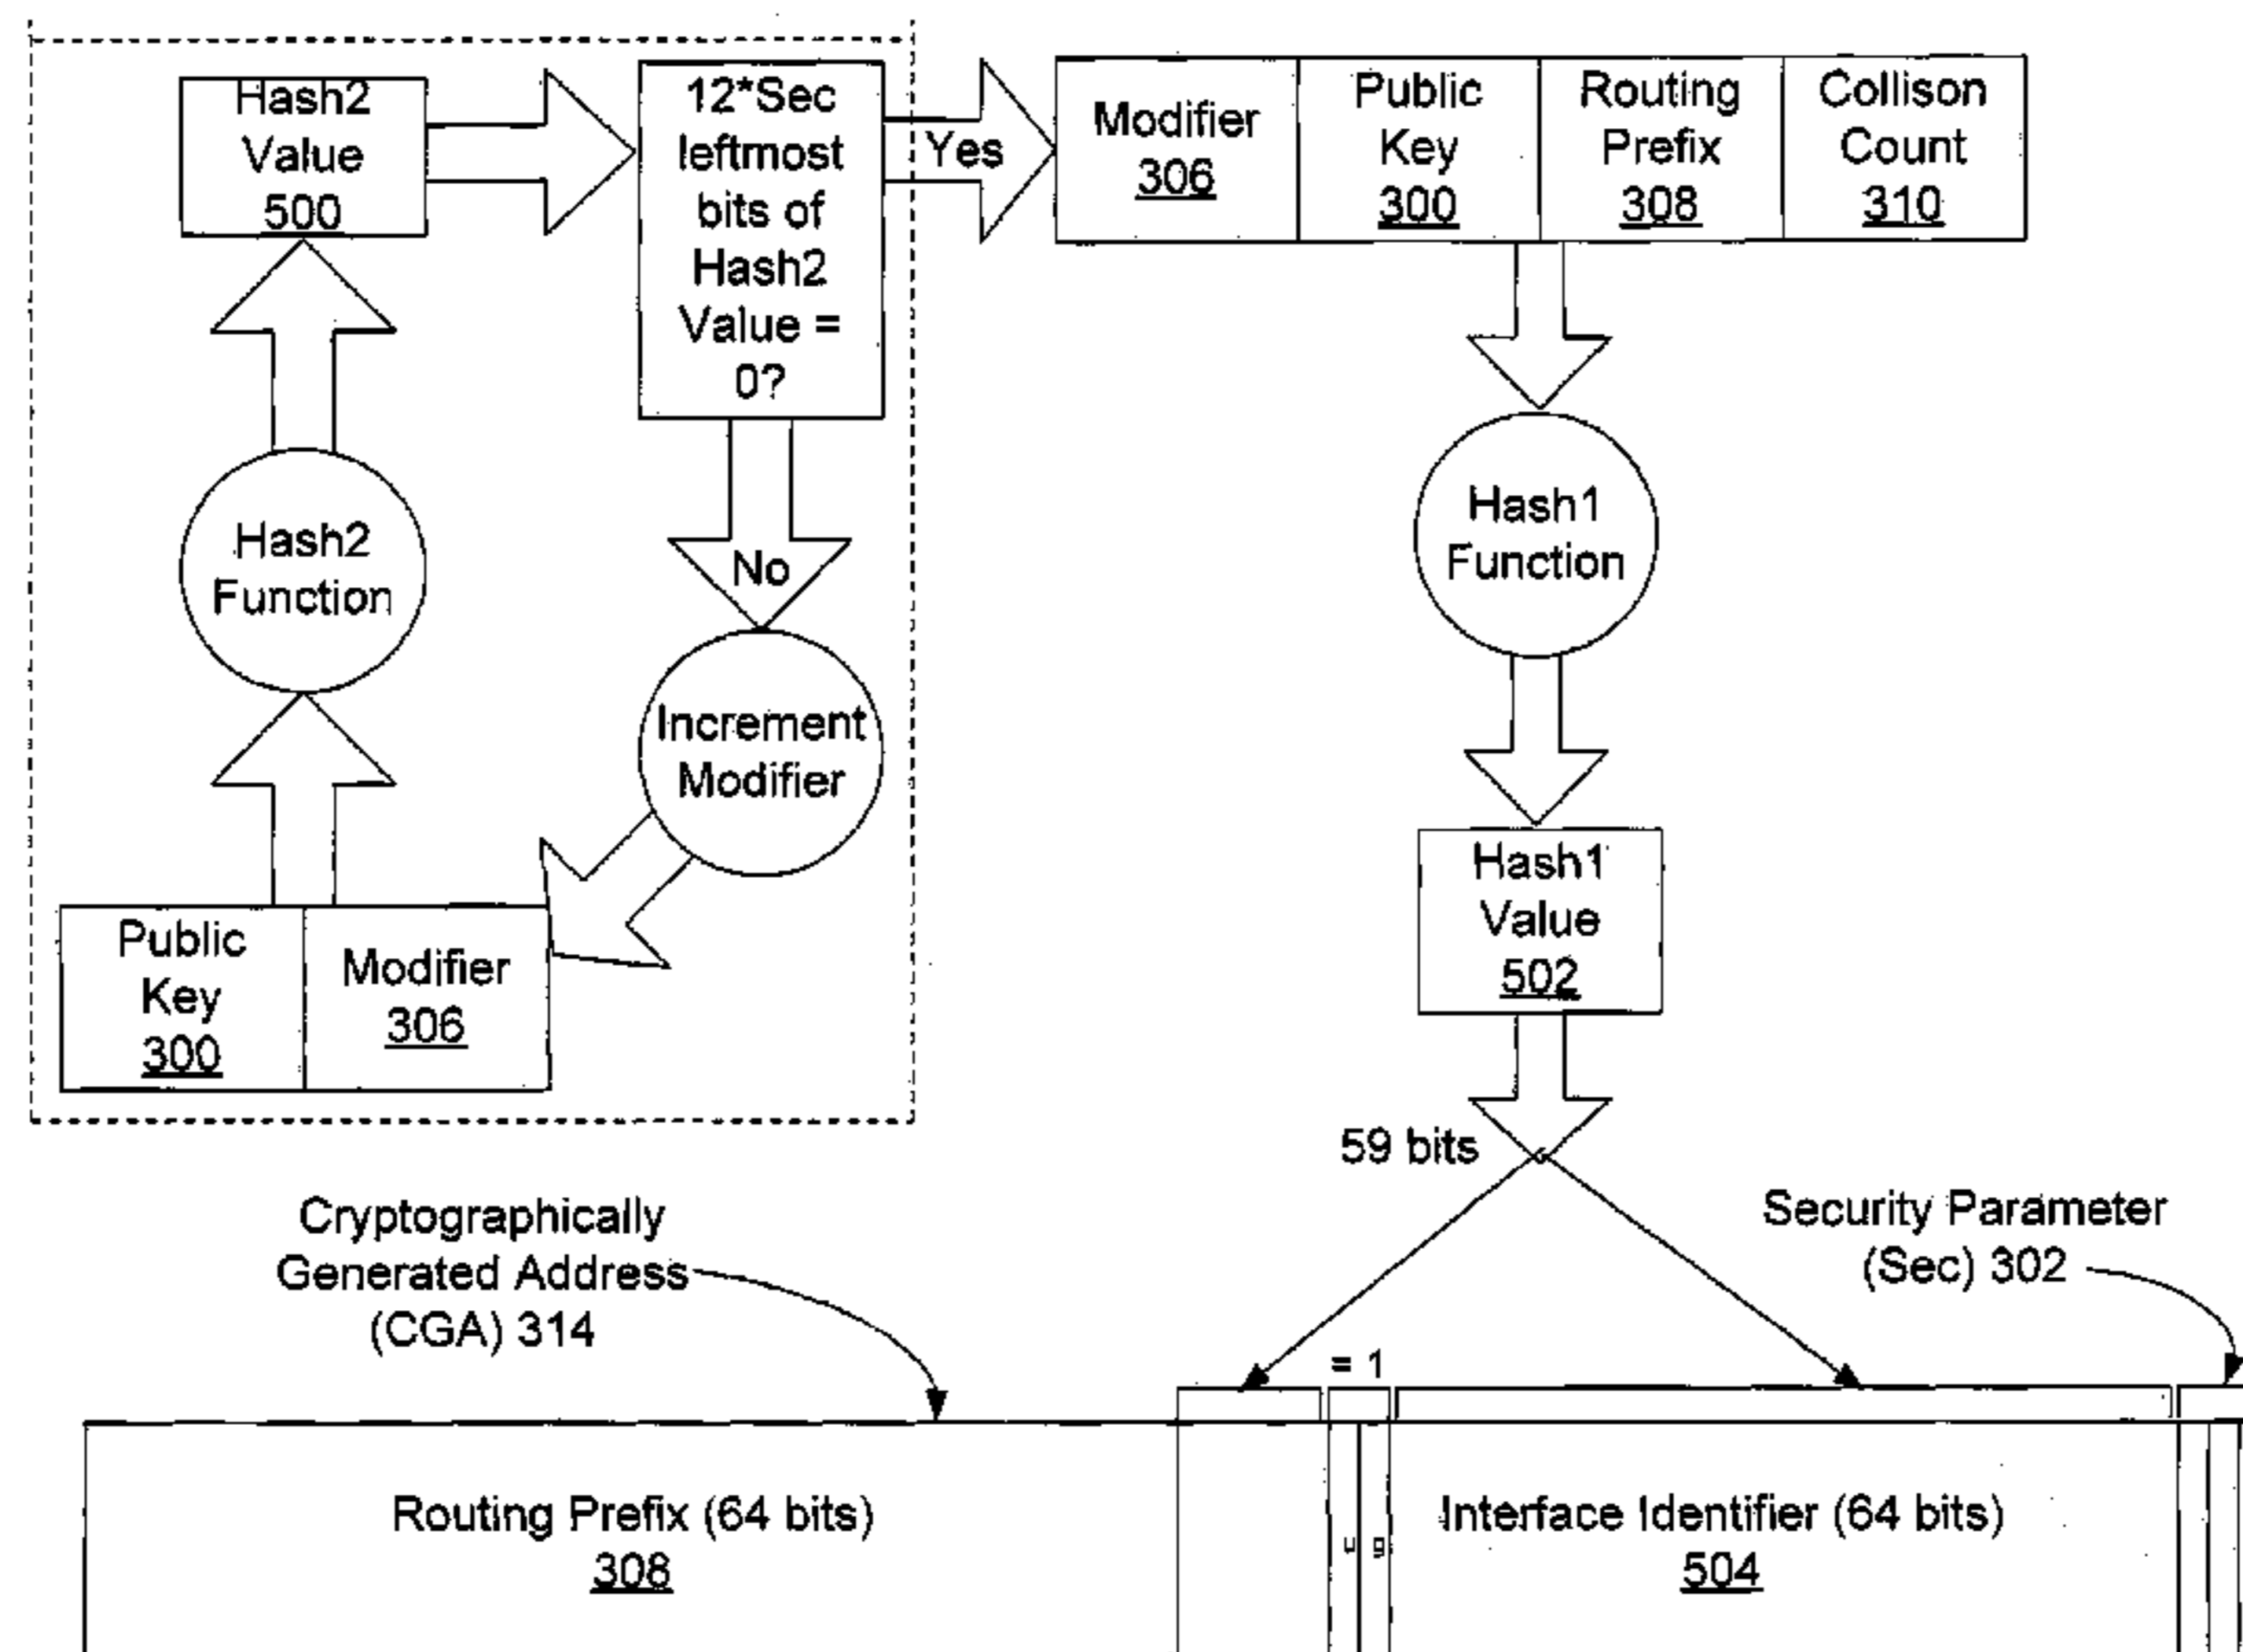 Hash2
Value
500
12*Sec
leftmost
bits of
Hash2
Value =
0?
Yes
Modifier
306
Public
Key
300
Routing
Prefix
308
Collison
Count
310
Hash2
Function
No
Increment
Modifier
Public
Key
300
Modifier
306
Hash1
Function
Hash1
Value
502
59 bits
Cryptographically
Generated Address
(CGA) 314
Security Parameter
(Sec) 302
= 1
Routing Prefix (64 bits)
308
u g
Interface Identifier (64 bits)
504